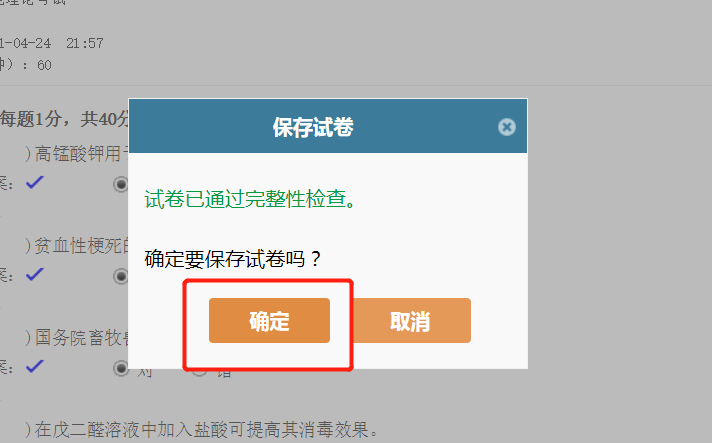 1-04-24 21:57
）：60
每题1分，共40分
保存试卷
)高锰酸钾用于
试卷已通过完整性检查。
)贫血性梗死的
确定要保存试卷吗？
确定 取消
)国务院畜牧兽
对 错
)在戊二醛溶液中加入盐酸可提高其消毒效果。